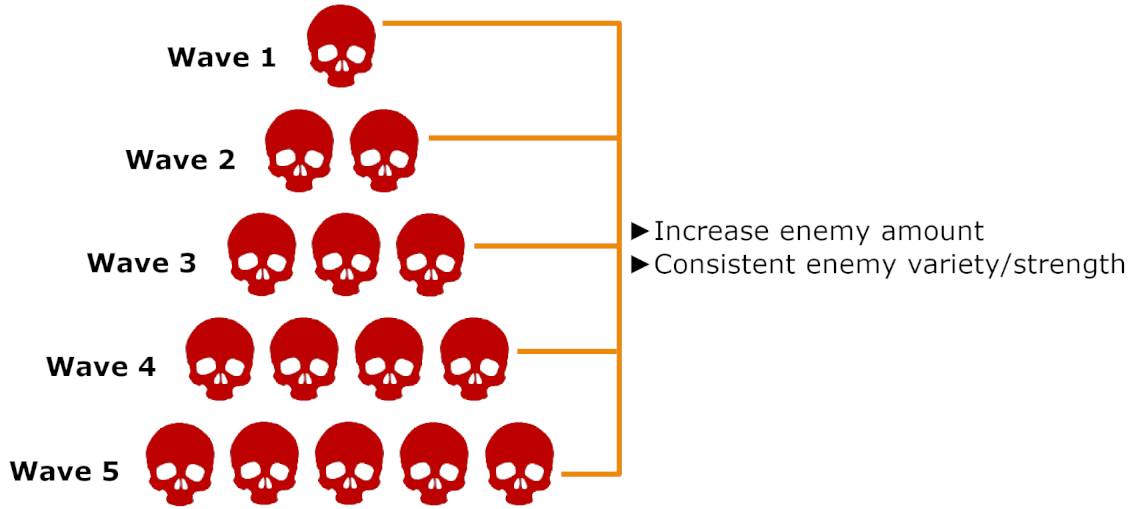 Wave 1
Wave 2
Wave 3
Wave 4
Wave 5
►Increase enemy amount
►Consistent enemy variety/strength